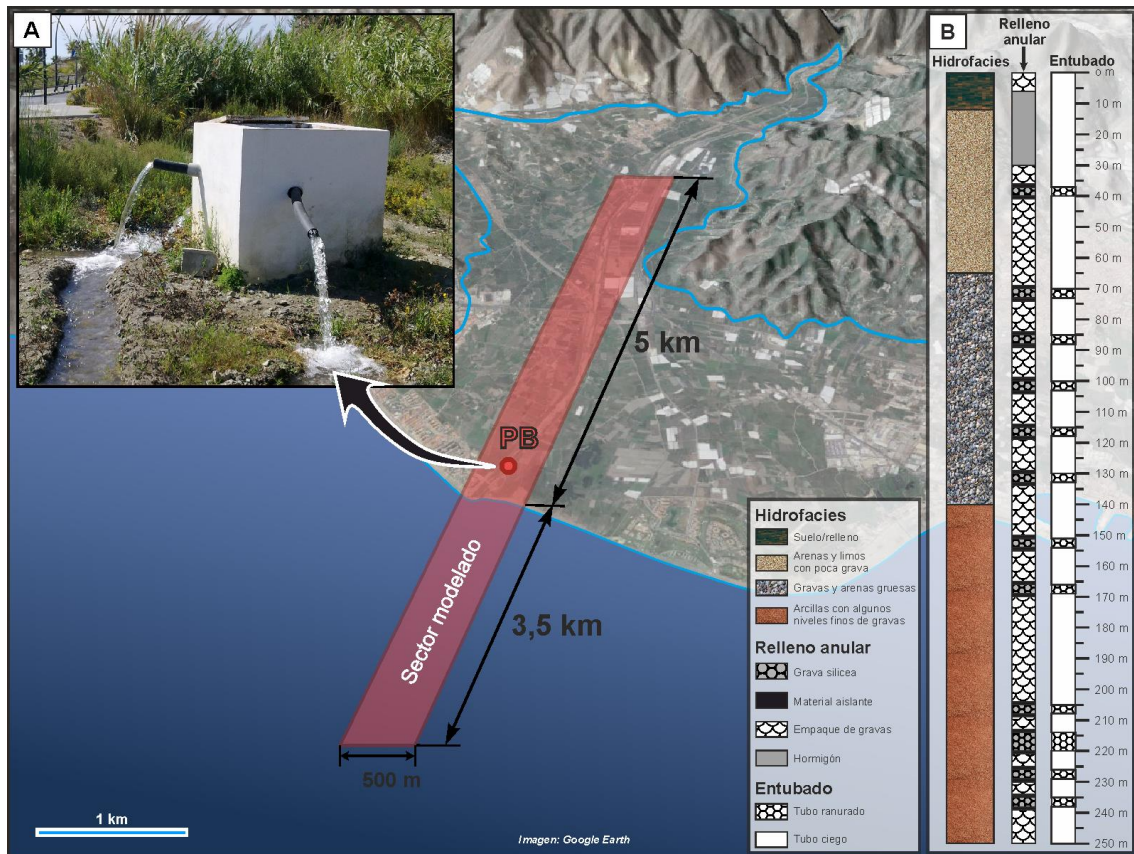 A
PB
5 km
3,5 km
Sector modelado
500 m
1 km
Imagen: Google Earth
Hidrofacies
Suelo/relleno
Arenas y limos
con poca grava
Gravas y arenas gruesas
Arcillas con algunos
niveles finos de gravas
Relleno anular
Grava silicea
Material aislante
Empaque de gravas
Hormigón
Entubado
Tubo ranurado
Tubo ciego
B
Relleno
anular
Hidrofacies
Entubado
0 m
10 m
20 m
30 m
40 m
50 m
60 m
70 m
80 m
90 m
100 m
110 m
120 m
130 m
140 m
150 m
160 m
170 m
180 m
190 m
200 m
210 m
220 m
230 m
240 m
250 m